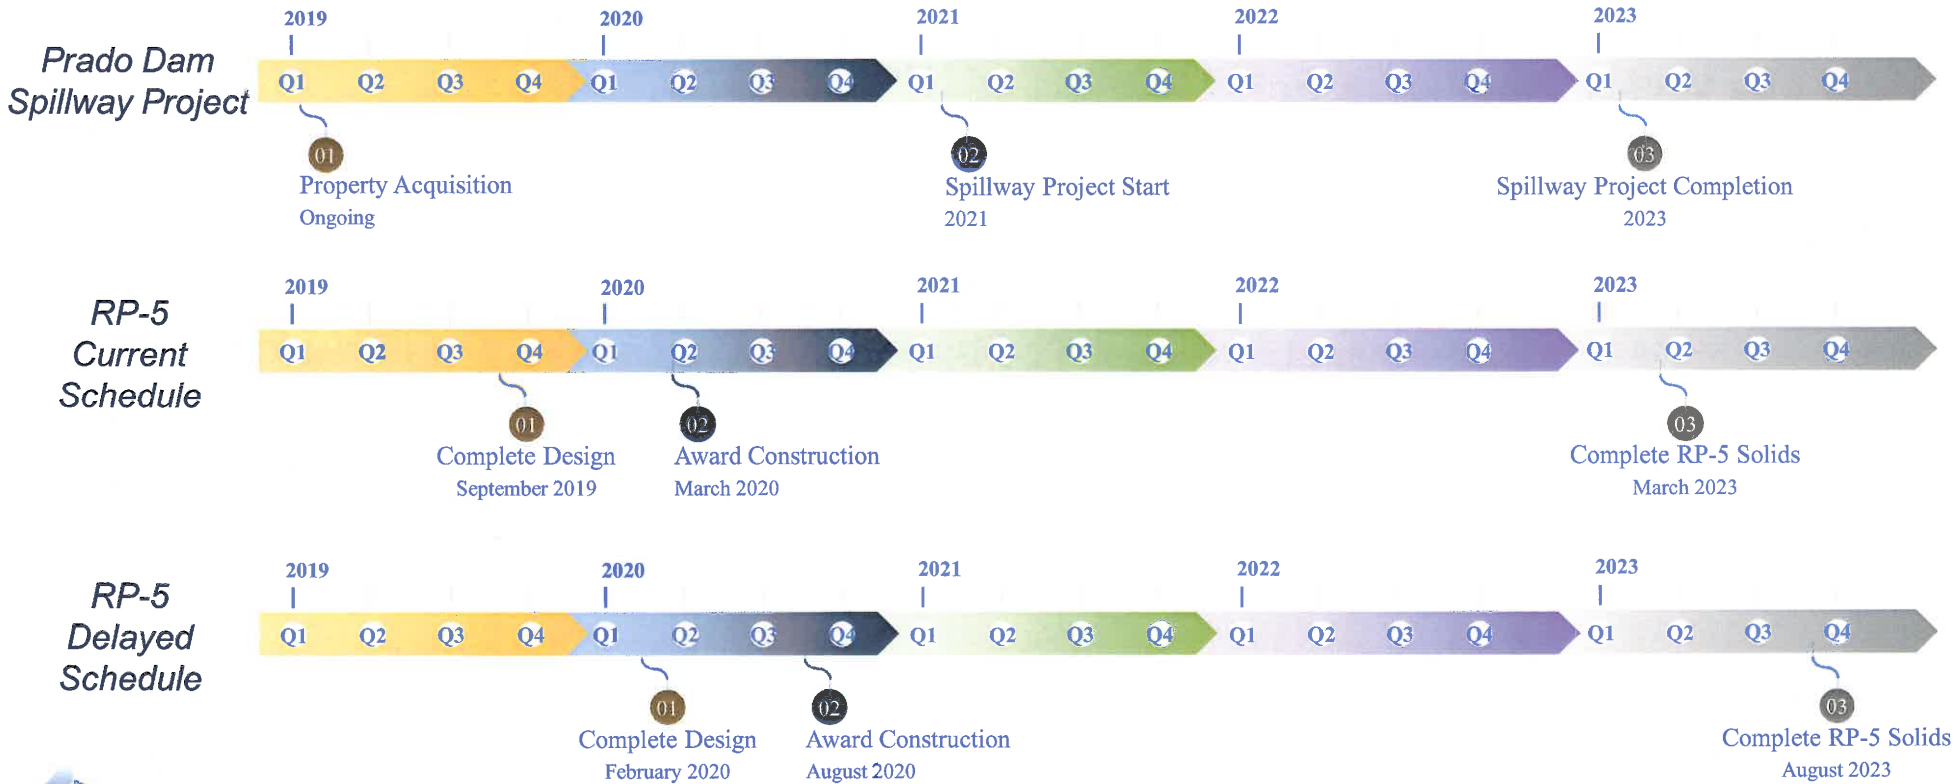 2019 2020 2021 2022 2023
Prado Dam
Spillway Project
Q1 Q2 Q3 Q4 Q1 Q2 Q3 Q4 Q1 Q2 Q3 Q4 Q1 Q2 Q3 Q4 Q1 Q2 Q3 Q4
01 02 03
Property Acquisition Spillway Project Start Spillway Project Completion
Ongoing 2021 2023
2019 2020 2021 2022 2023
RP-5
Current
Schedule
Q1 Q2 Q3 Q4 Q1 Q2 Q3 Q4 Q1 Q2 Q3 Q4 Q1 Q2 Q3 Q4 Q1 Q2 Q3 Q4
01 02 03
Complete Design Award Construction Complete RP-5 Solids
September 2019 March 2020 March 2023
2019 2020 2021 2022 2023
RP-5
Delayed
Schedule
Q1 Q2 Q3 Q4 Q1 Q2 Q3 Q4 Q1 Q2 Q3 Q4 Q1 Q2 Q3 Q4 Q1 Q2 Q3 Q4
01 02 03
Complete Design Award Construction Complete RP-5 Solids
February 2020 August 2020 August 2023